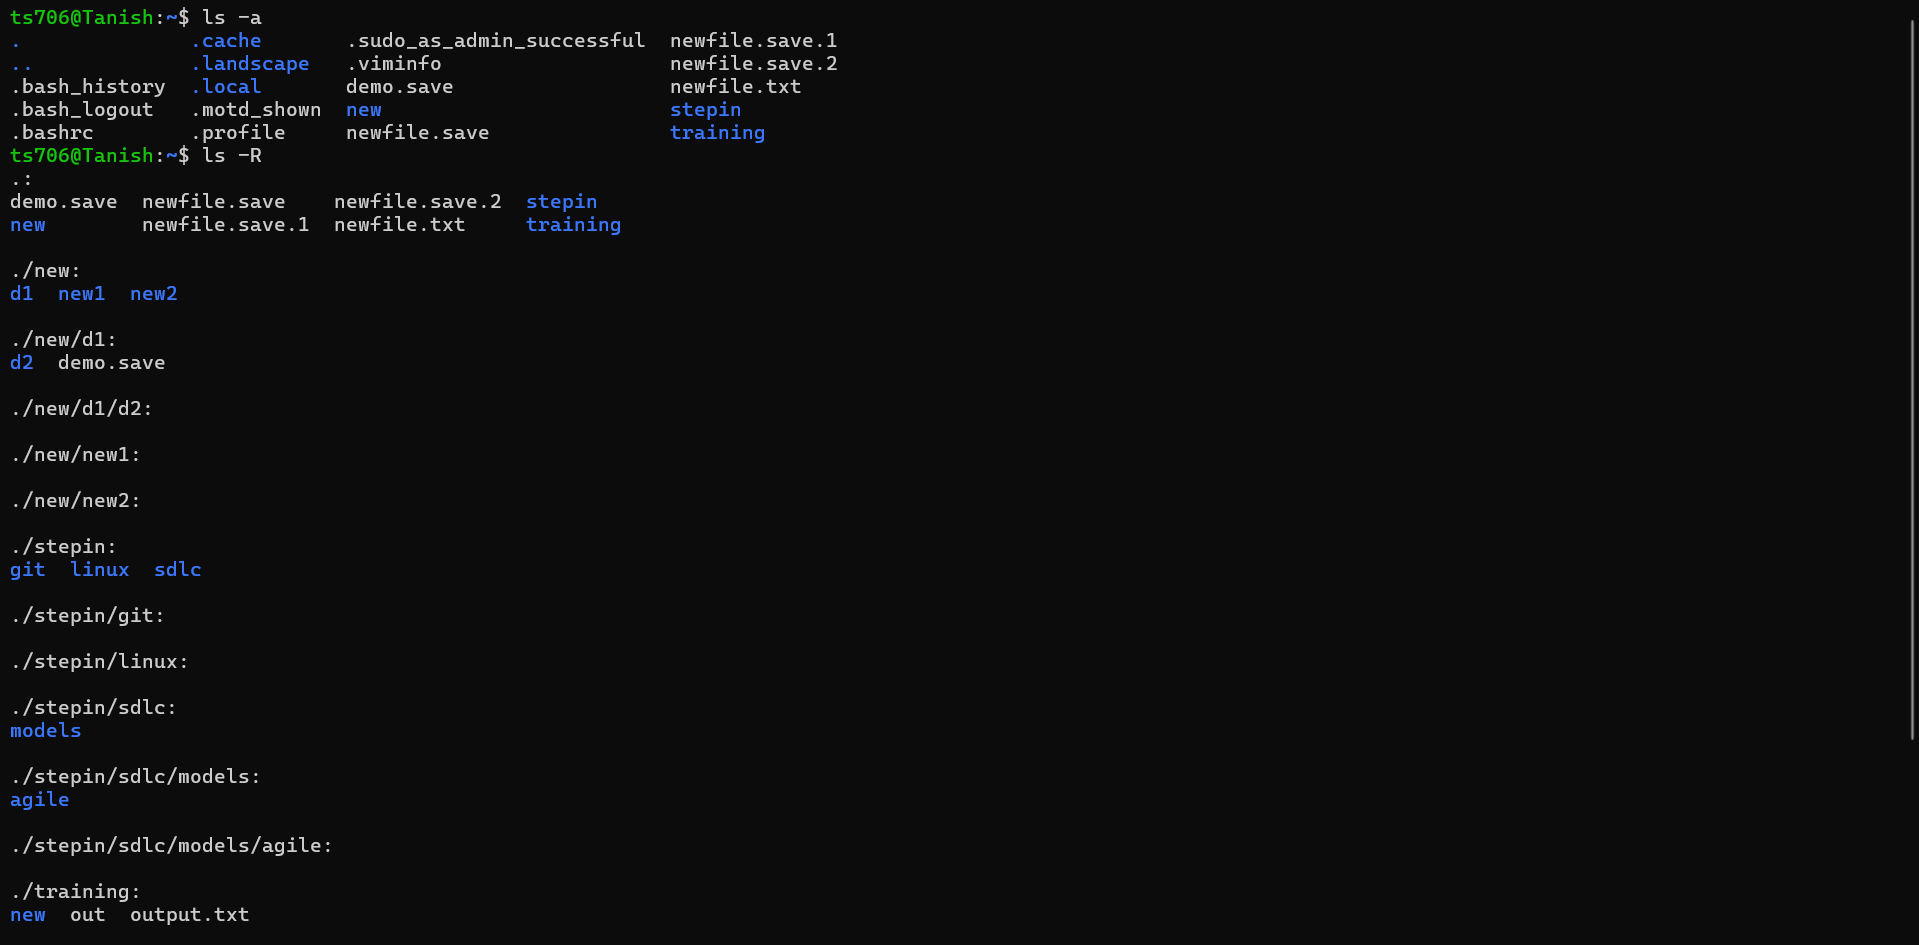 ts706@Tanish:~$ ls -a
.              .cache      .sudo_as_admin_successful  newfile.save.1
..             .landscape  .viminfo                   newfile.save.2
.bash_history  .local      demo.save                  newfile.txt
.bash_logout   .motd_shown  new                        stepin
.bashrc        .profile    newfile.save               training
ts706@Tanish:~$ ls -R
.:
demo.save  newfile.save    newfile.save.2  stepin
new        newfile.save.1  newfile.txt     training

./new:
d1  new1  new2

./new/d1:
d2  demo.save

./new/d1/d2:

./new/new1:

./new/new2:

./stepin:
git  linux  sdlc

./stepin/git:

./stepin/linux:

./stepin/sdlc:
models

./stepin/sdlc/models:
agile

./stepin/sdlc/models/agile:

./training:
new  out  output.txt